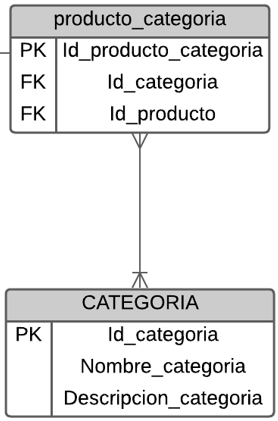 producto_categoria
PK Id_producto_categoria
FK Id_categoria
FK Id_producto
CATEGORIA
PK Id_categoria
Nombre_categoria
Descripcion_categoria